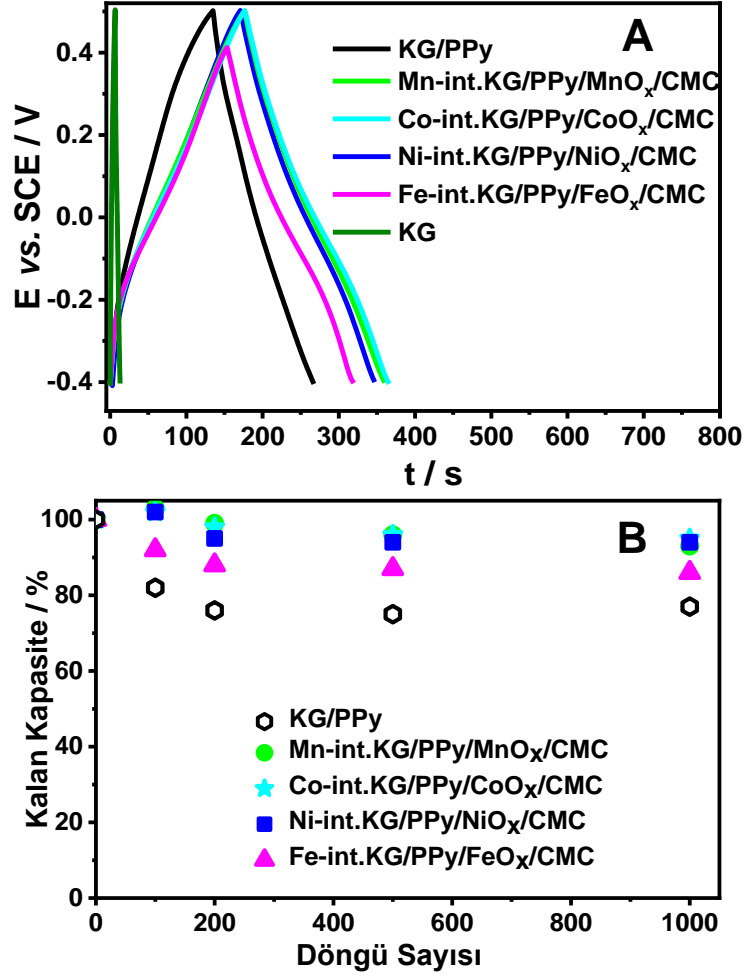 A
KG/PPy
Mn-int.KG/PPy/MnOₓ/CMC
Co-int.KG/PPy/CoOₓ/CMC
Ni-int.KG/PPy/NiOₓ/CMC
Fe-int.KG/PPy/FeOₓ/CMC
KG
E vs. SCE / V
0.4
0.2
0.0
-0.2
-0.4
0 100 200 300 400 500 600 700 800
t / s
B
KG/PPy
Mn-int.KG/PPy/MnOₓ/CMC
Co-int.KG/PPy/CoOₓ/CMC
Ni-int.KG/PPy/NiOₓ/CMC
Fe-int.KG/PPy/FeOₓ/CMC
Kalan Kapasite / %
100
80
60
40
20
0
0 200 400 600 800 1000
Döngü Sayısı